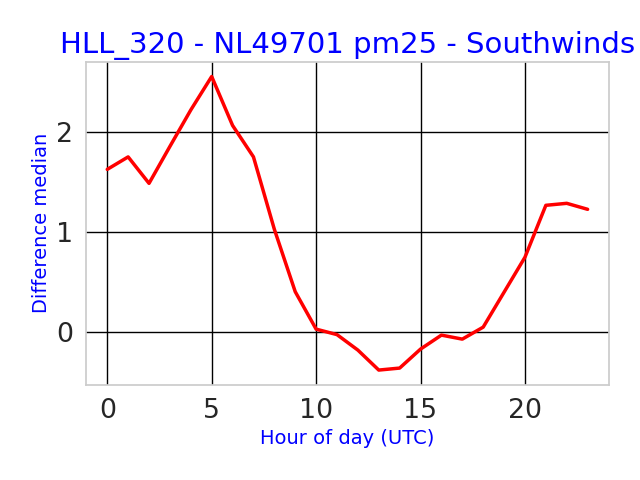 HLL_320 - NL49701 pm25 - Southwinds
Difference median
2
1
0
0 5 10 15 20
Hour of day (UTC)